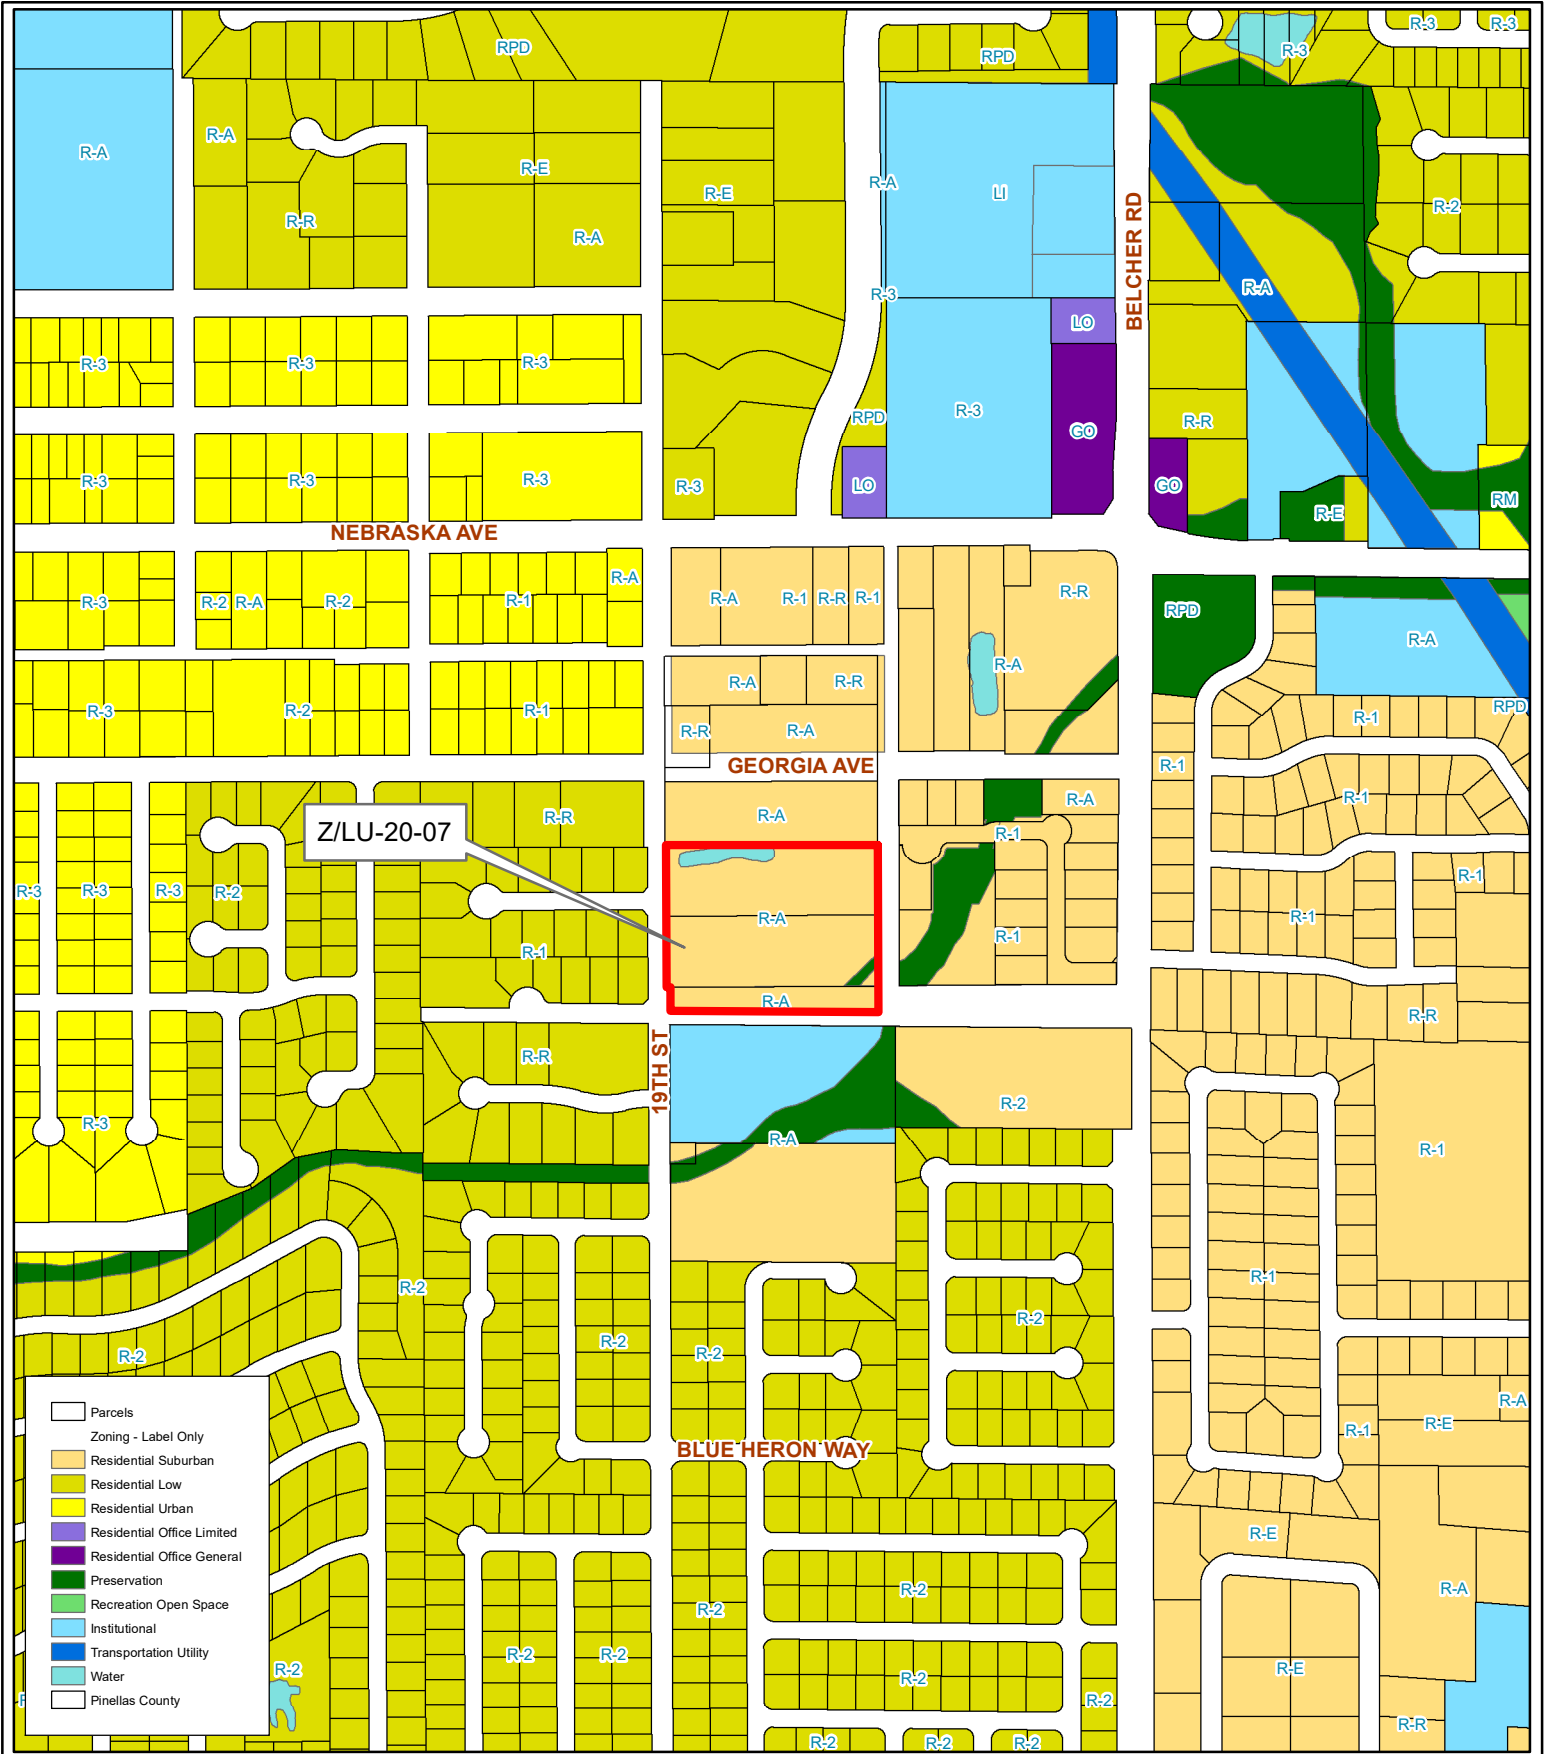 RPD
RPD
R-3
R-3
R-3
R-A
R-A
R-E
R-R
R-A
R-E
R-A
LI
BELCHER RD
R-2
R-A
R-3
LO
R-3
R-3
R-3
R-3
RPD
GO
R-R
R-3
R-3
R-3
R-3
LO
GO
R-E
RM
NEBRASKA AVE
R-3
R-2
R-A
R-2
R-1
R-A
R-A
R-1
R-R
R-1
R-R
RPD
R-A
R-3
R-2
R-1
R-A
R-R
R-A
R-1
RPD
R-R
R-A
GEORGIA AVE
R-1
R-1
R-R
R-A
R-A
R-1
Z/LU-20-07
R-3
R-3
R-3
R-2
R-1
R-A
R-1
R-1
R-1
R-A
R-R
19TH ST
R-R
R-2
R-3
R-A
R-1
R-2
R-1
R-2
R-2
R-2
R-2
R-A
R-E
R-1
BLUE HERON WAY
Parcels
Zoning - Label Only
Residential Suburban
Residential Low
Residential Urban
Residential Office Limited
Residential Office General
Preservation
Recreation Open Space
Institutional
Transportation Utility
Water
Pinellas County
R-E
R-A
R-2
R-2
R-2
R-2
R-2
R-2
R-E
R-2
R-R
R-2
R-2
R-2